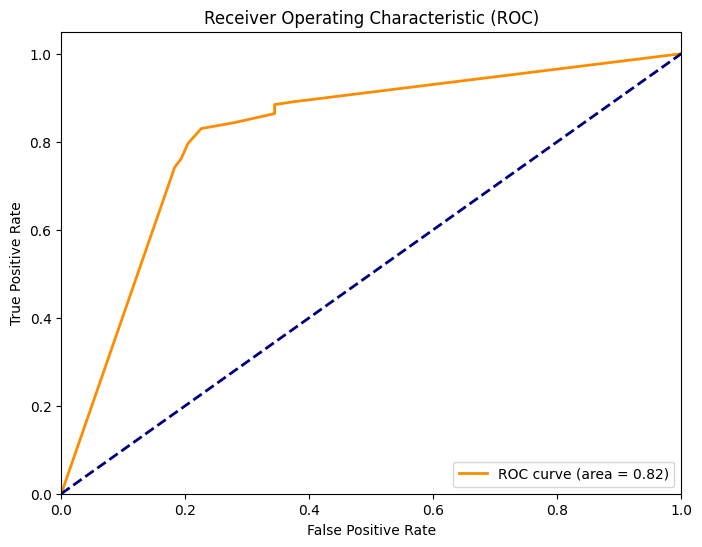 Receiver Operating Characteristic (ROC)
True Positive Rate
1.0
0.8
0.6
0.4
0.2
0.0
ROC curve (area = 0.82)
0.0 0.2 0.4 0.6 0.8 1.0
False Positive Rate